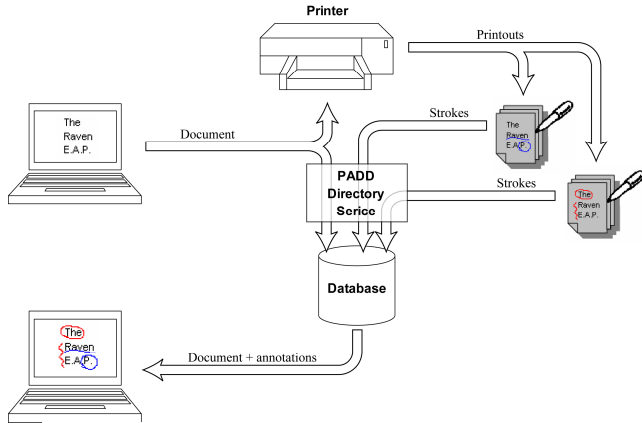 Printer
Printouts
The
Raven
E.A.P.
Document
Strokes
The
Raven
E.A.P.
PADD
Directory
Serice
Strokes
The
Raven
E.A.P.
Database
The
Raven
E.A.P.
Document + annotations